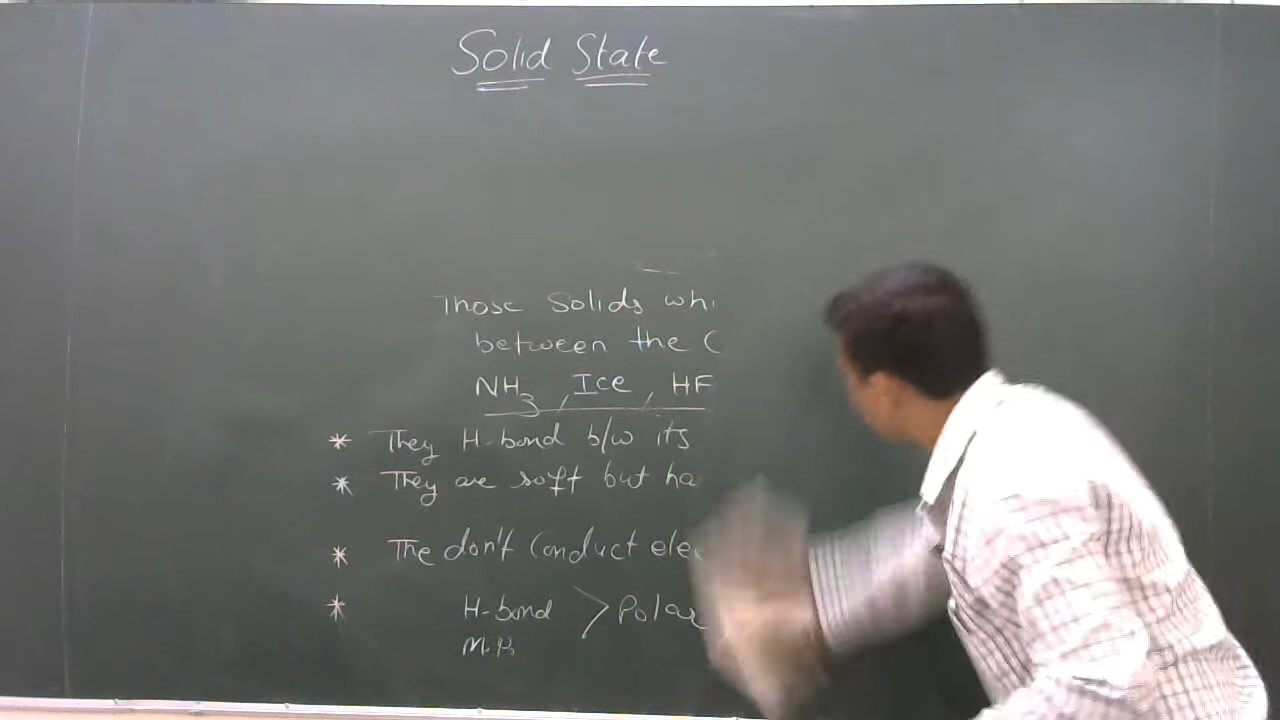 Solid State
Those Solids whi
between the C
NH3, Ice, HF
* They H-bond b/w its
* They are soft but ha
* The don't Conduct elec
* H-bond > Polar
M.P.